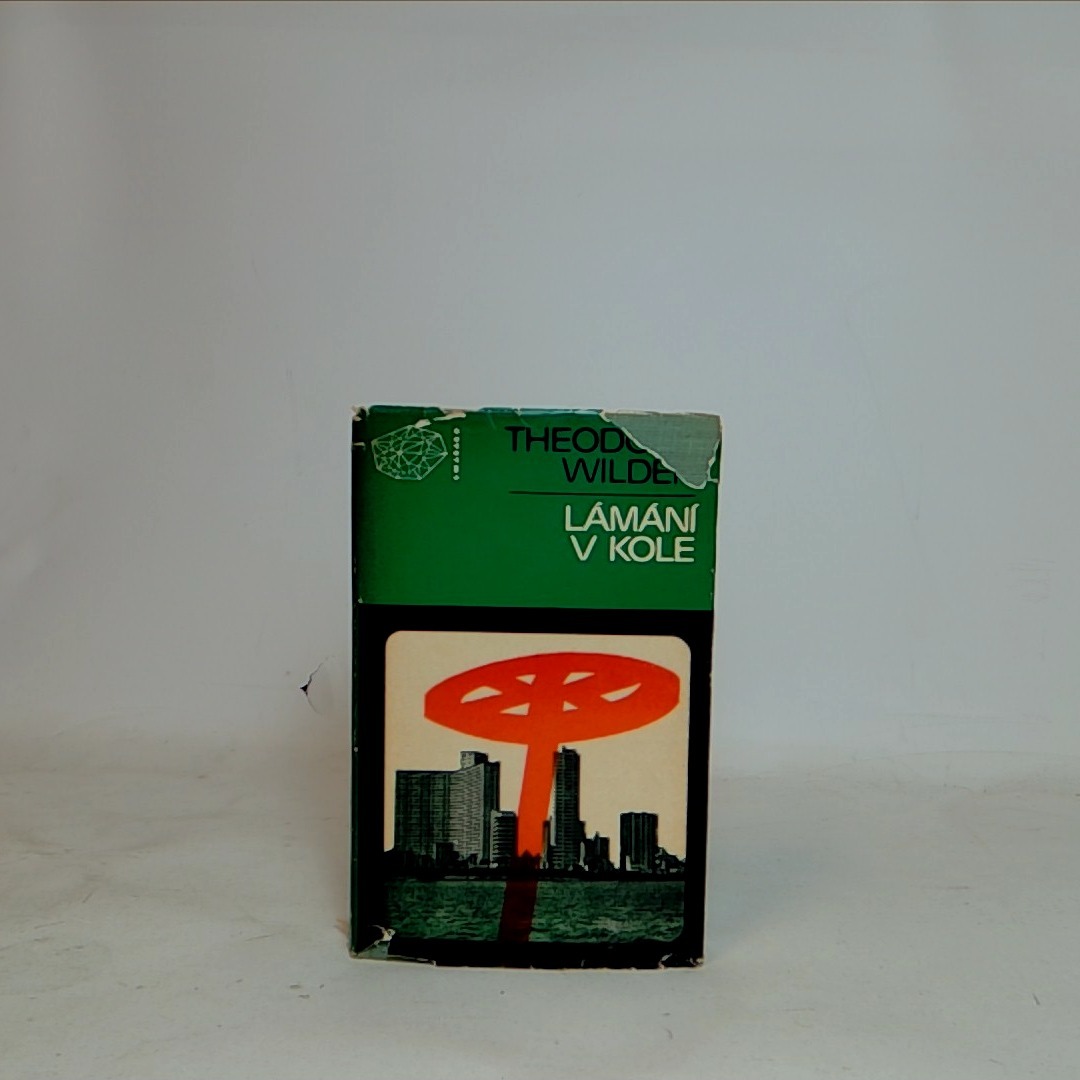 THEODO
WILDE
LÁMÁNÍ
V KOLE